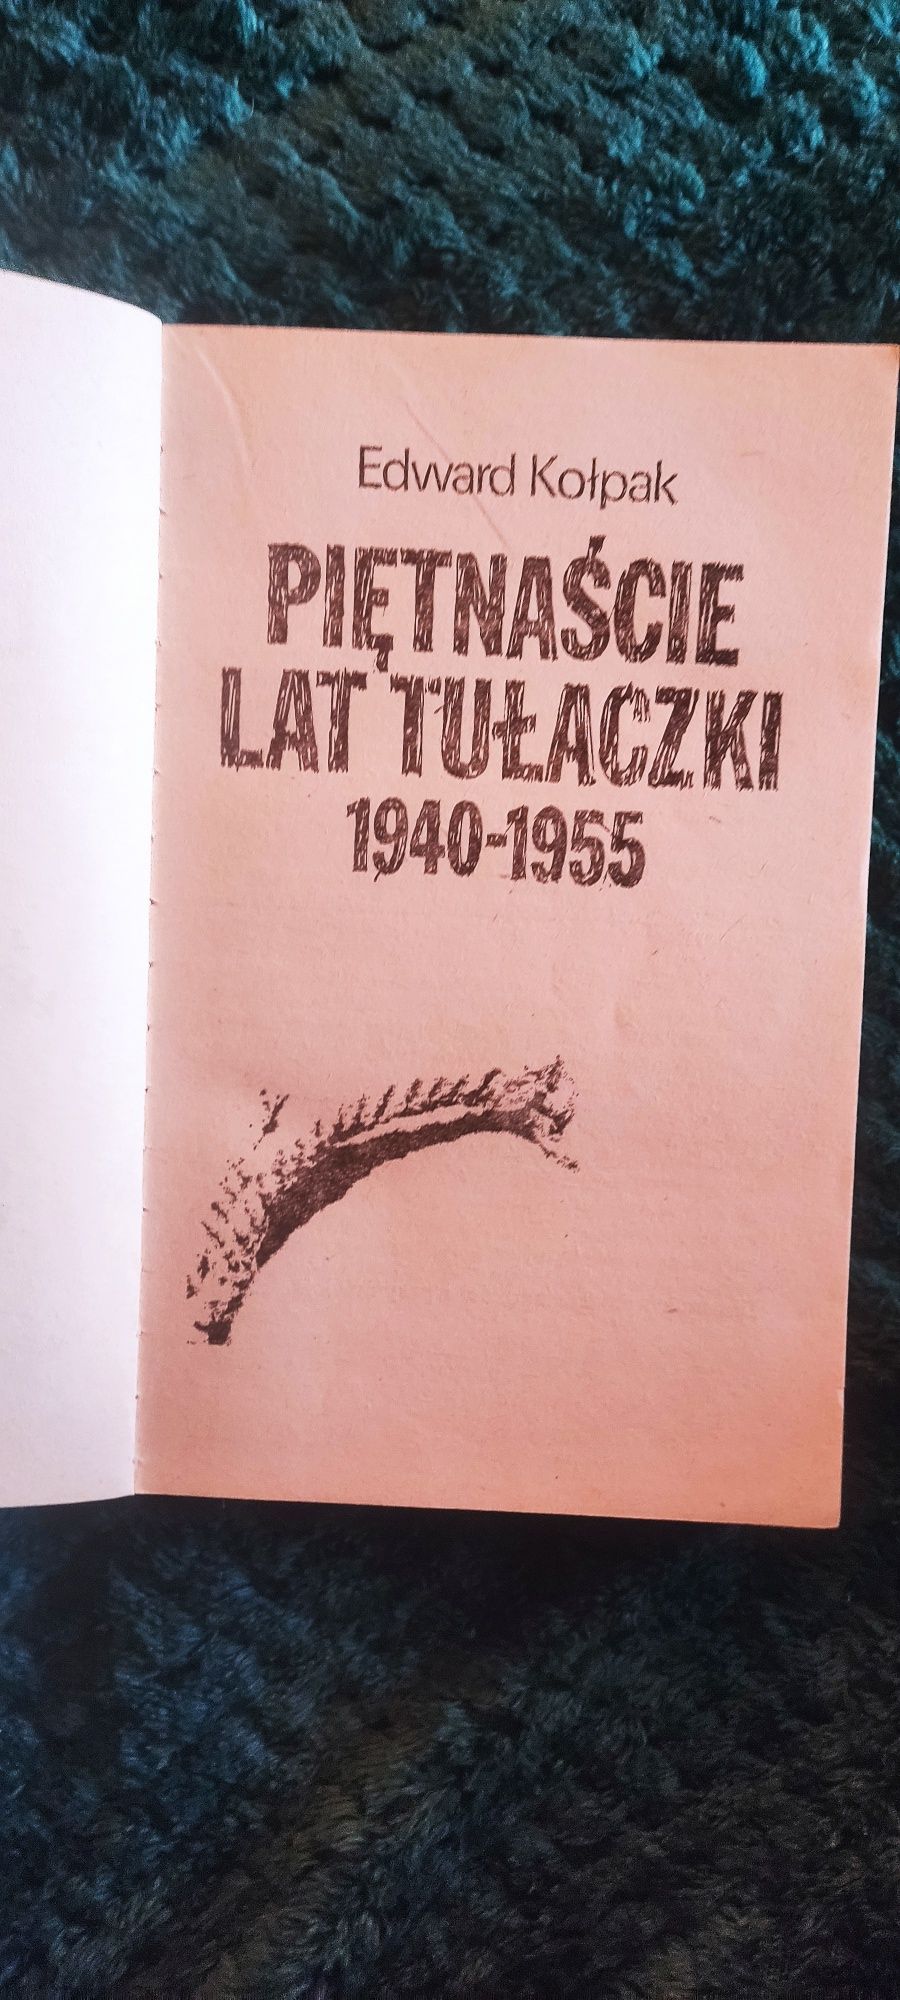 Edward Kołpak
PIĘTNAŚCIE
LAT TUŁACZKI
1940-1955